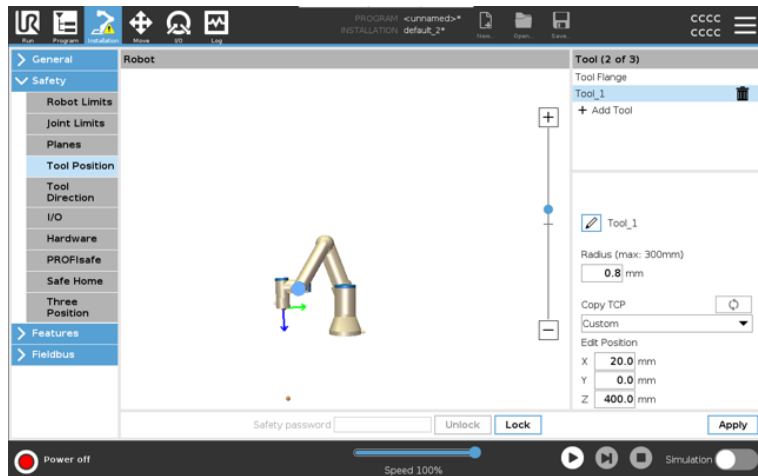 PROGRAM <unnamed>*
INSTALLATION default_2*
UR
Run
Program
Installation
Move
I/O
Log
New...
Open...
Save...
CCCC
CCCC
General
Safety
Robot Limits
Joint Limits
Planes
Tool Position
Tool
Direction
I/O
Hardware
PROFIsafe
Safe Home
Three
Position
Features
Fieldbus
Robot
Safety password
Unlock
Lock
Tool (2 of 3)
Tool Flange
Tool_1
+ Add Tool
Tool_1
Radius (max: 300mm)
0.8 mm
Copy TCP
Custom
Edit Position
X 20.0 mm
Y 0.0 mm
Z 400.0 mm
Apply
Power off
Speed 100%
Simulation